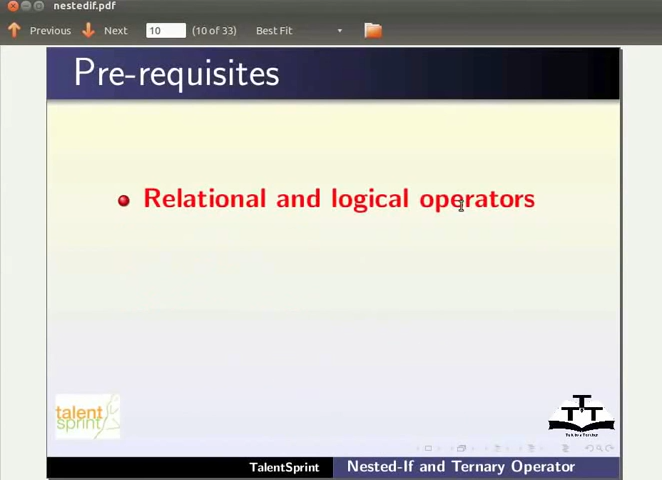 nestedif.pdf
Previous Next 10 (10 of 33) Best Fit
Pre-requisites
Relational and logical operators
talent
sprint
TalentSprint Nested-If and Ternary Operator